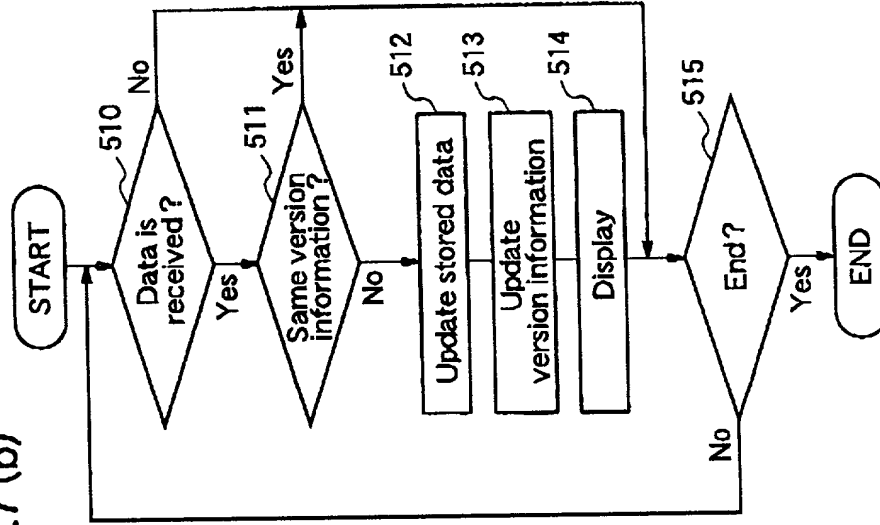 .7 (b)
START
510
Data is
received?
No
Yes
511
Same version
information?
Yes
No
512
Update stored data
513
Update
version information
514
Display
515
End?
No
Yes
END